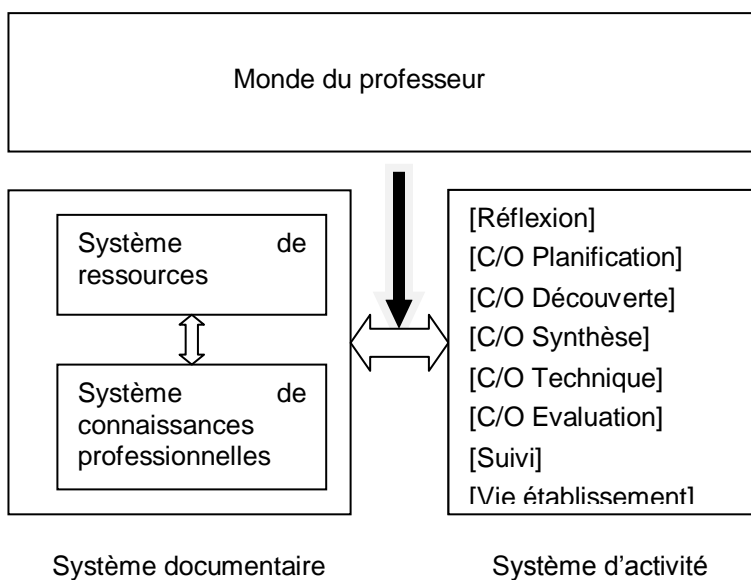 Monde du professeur
Système de
ressources
Système de
connaissances
professionnelles
[Réflexion]
[C/O Planification]
[C/O Découverte]
[C/O Synthèse]
[C/O Technique]
[C/O Evaluation]
[Suivi]
[Vie établissement]
Système documentaire
Système d'activité